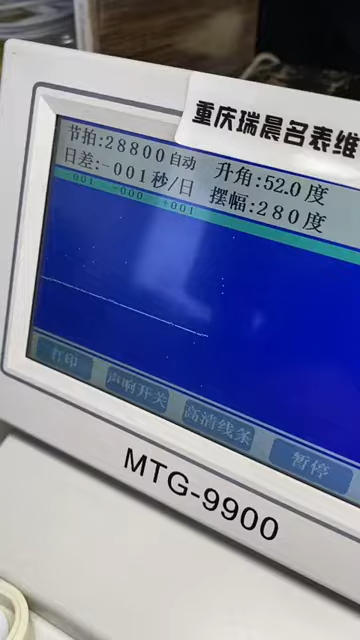 重庆瑞晨名表维
节拍:28800自动 升角:52.0度
日差:-001秒/日 摆幅:280度
001 -000 +001
打印 声响开关 高清线条 暂停
MTG-9900